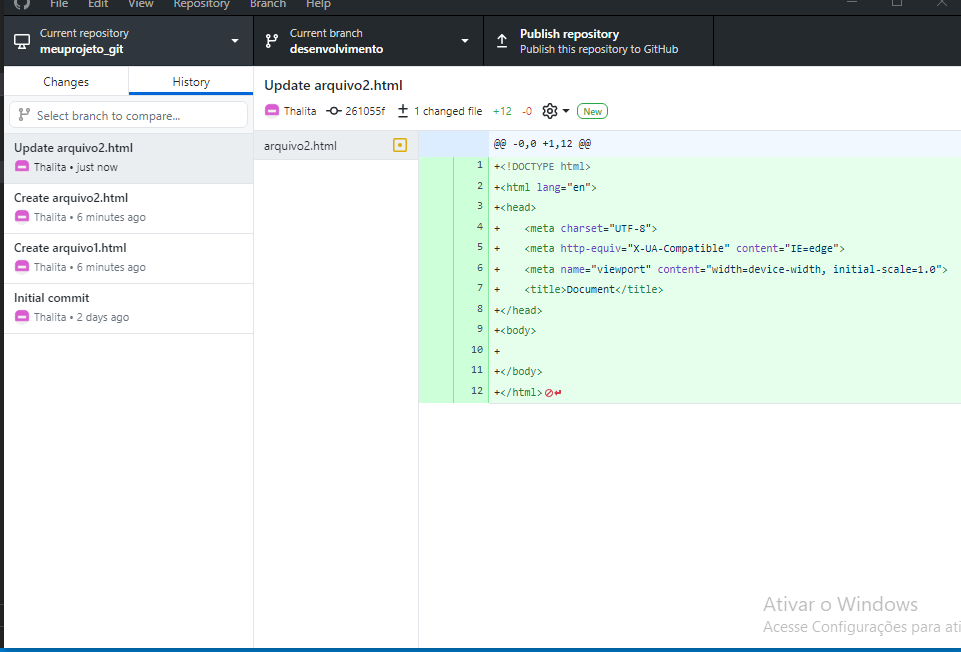 File Edit View Repository Branch Help
Current repository
meuprojeto_git
Current branch
desenvolvimento
Publish repository
Publish this repository to GitHub
Changes History
Select branch to compare...
Update arquivo2.html
Thalita • just now
Create arquivo2.html
Thalita • 6 minutes ago
Create arquivo1.html
Thalita • 6 minutes ago
Initial commit
Thalita • 2 days ago
Update arquivo2.html
Thalita 261055f 1 changed file +12 -0 New
arquivo2.html
@@ -0,0 +1,12 @@
1 +<!DOCTYPE html>
2 +<html lang="en">
3 +<head>
4 +    <meta charset="UTF-8">
5 +    <meta http-equiv="X-UA-Compatible" content="IE=edge">
6 +    <meta name="viewport" content="width=device-width, initial-scale=1.0">
7 +    <title>Document</title>
8 +</head>
9 +<body>
10 +
11 +</body>
12 +</html>
Ativar o Windows
Acesse Configurações para ati